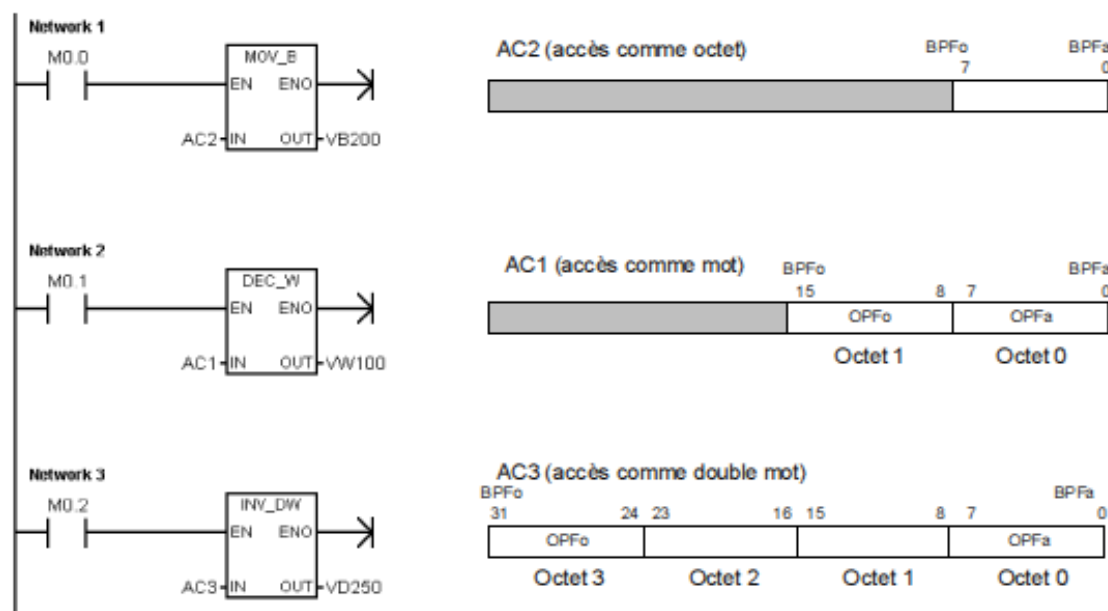 Network 1
M0.0
MOV_B
EN ENO
AC2 IN OUT VB200
AC2 (accès comme octet)
BPFo BPFa
7 0
Network 2
M0.1
DEC_W
EN ENO
AC1 IN OUT VW100
AC1 (accès comme mot)
BPFo BPFa
15 8 7 0
OPFo OPFa
Octet 1 Octet 0
Network 3
M0.2
INV_DW
EN ENO
AC3 IN OUT VD250
AC3 (accès comme double mot)
BPFo BPFa
31 24 23 16 15 8 7 0
OPFo OPFa
Octet 3 Octet 2 Octet 1 Octet 0